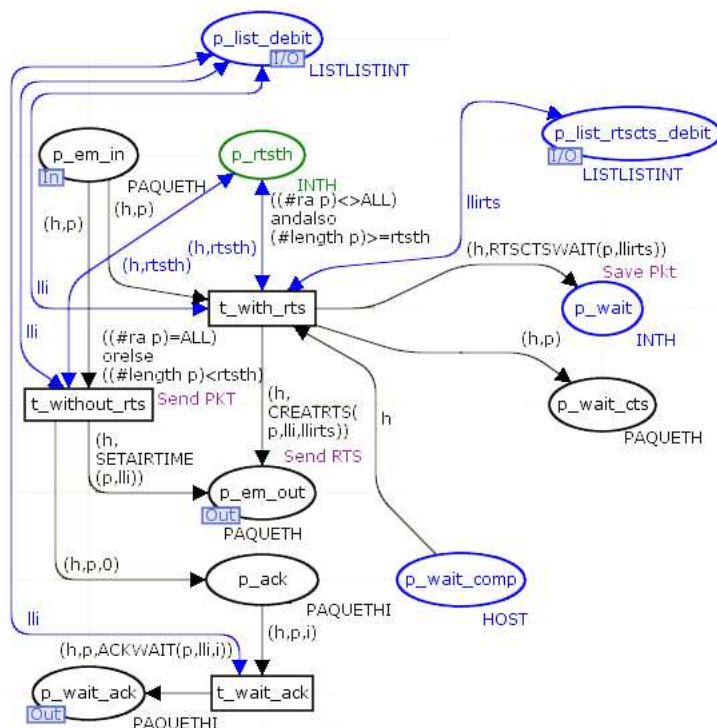 p_list_debit
I/O
LISTLISTINT
p_em_in
In
PAQUETH
p_rtsth
INTH
p_list_rtscts_debit
I/O
LISTLISTINT
(h,p)
(h,p)
((#ra p)<>ALL)
andalso
(#length p)>=rtsth
llirts
(h,rtsth)
(h,rtsth)
lli
lli
(h,RTSCTSWAIT(p,llirts))
Save Pkt
t_with_rts
p_wait
INTH
((#ra p)=ALL)
orelse
((#length p)<rtsth)
(h,p)
t_without_rts
Send PKT
(h,
CREATRTS(
p,lli,llirts))
h
p_wait_cts
PAQUETH
(h,
SETAIRTIME
(p,lli))
Send RTS
p_em_out
Out
PAQUETH
(h,p,0)
p_ack
PAQUETHI
p_wait_comp
HOST
lli
(h,p,i)
(h,p,ACKWAIT(p,lli,i))
p_wait_ack
Out
PAQUETHI
t_wait_ack